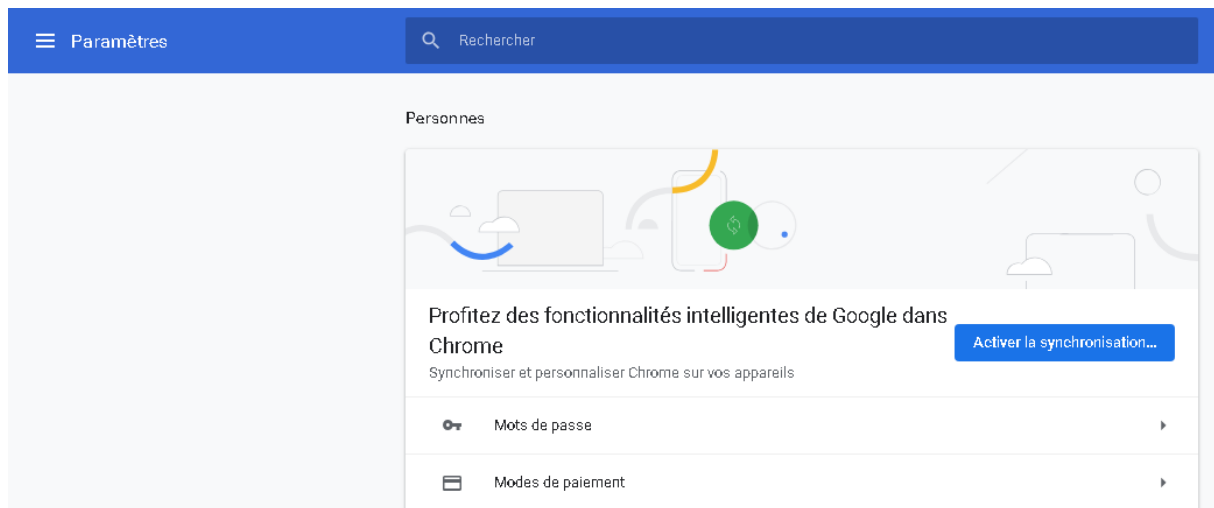 Paramètres
Rechercher
Personnes
Profitez des fonctionnalités intelligentes de Google dans
Chrome
Activer la synchronisation...
Synchroniser et personnaliser Chrome sur vos appareils
Mots de passe
Modes de paiement